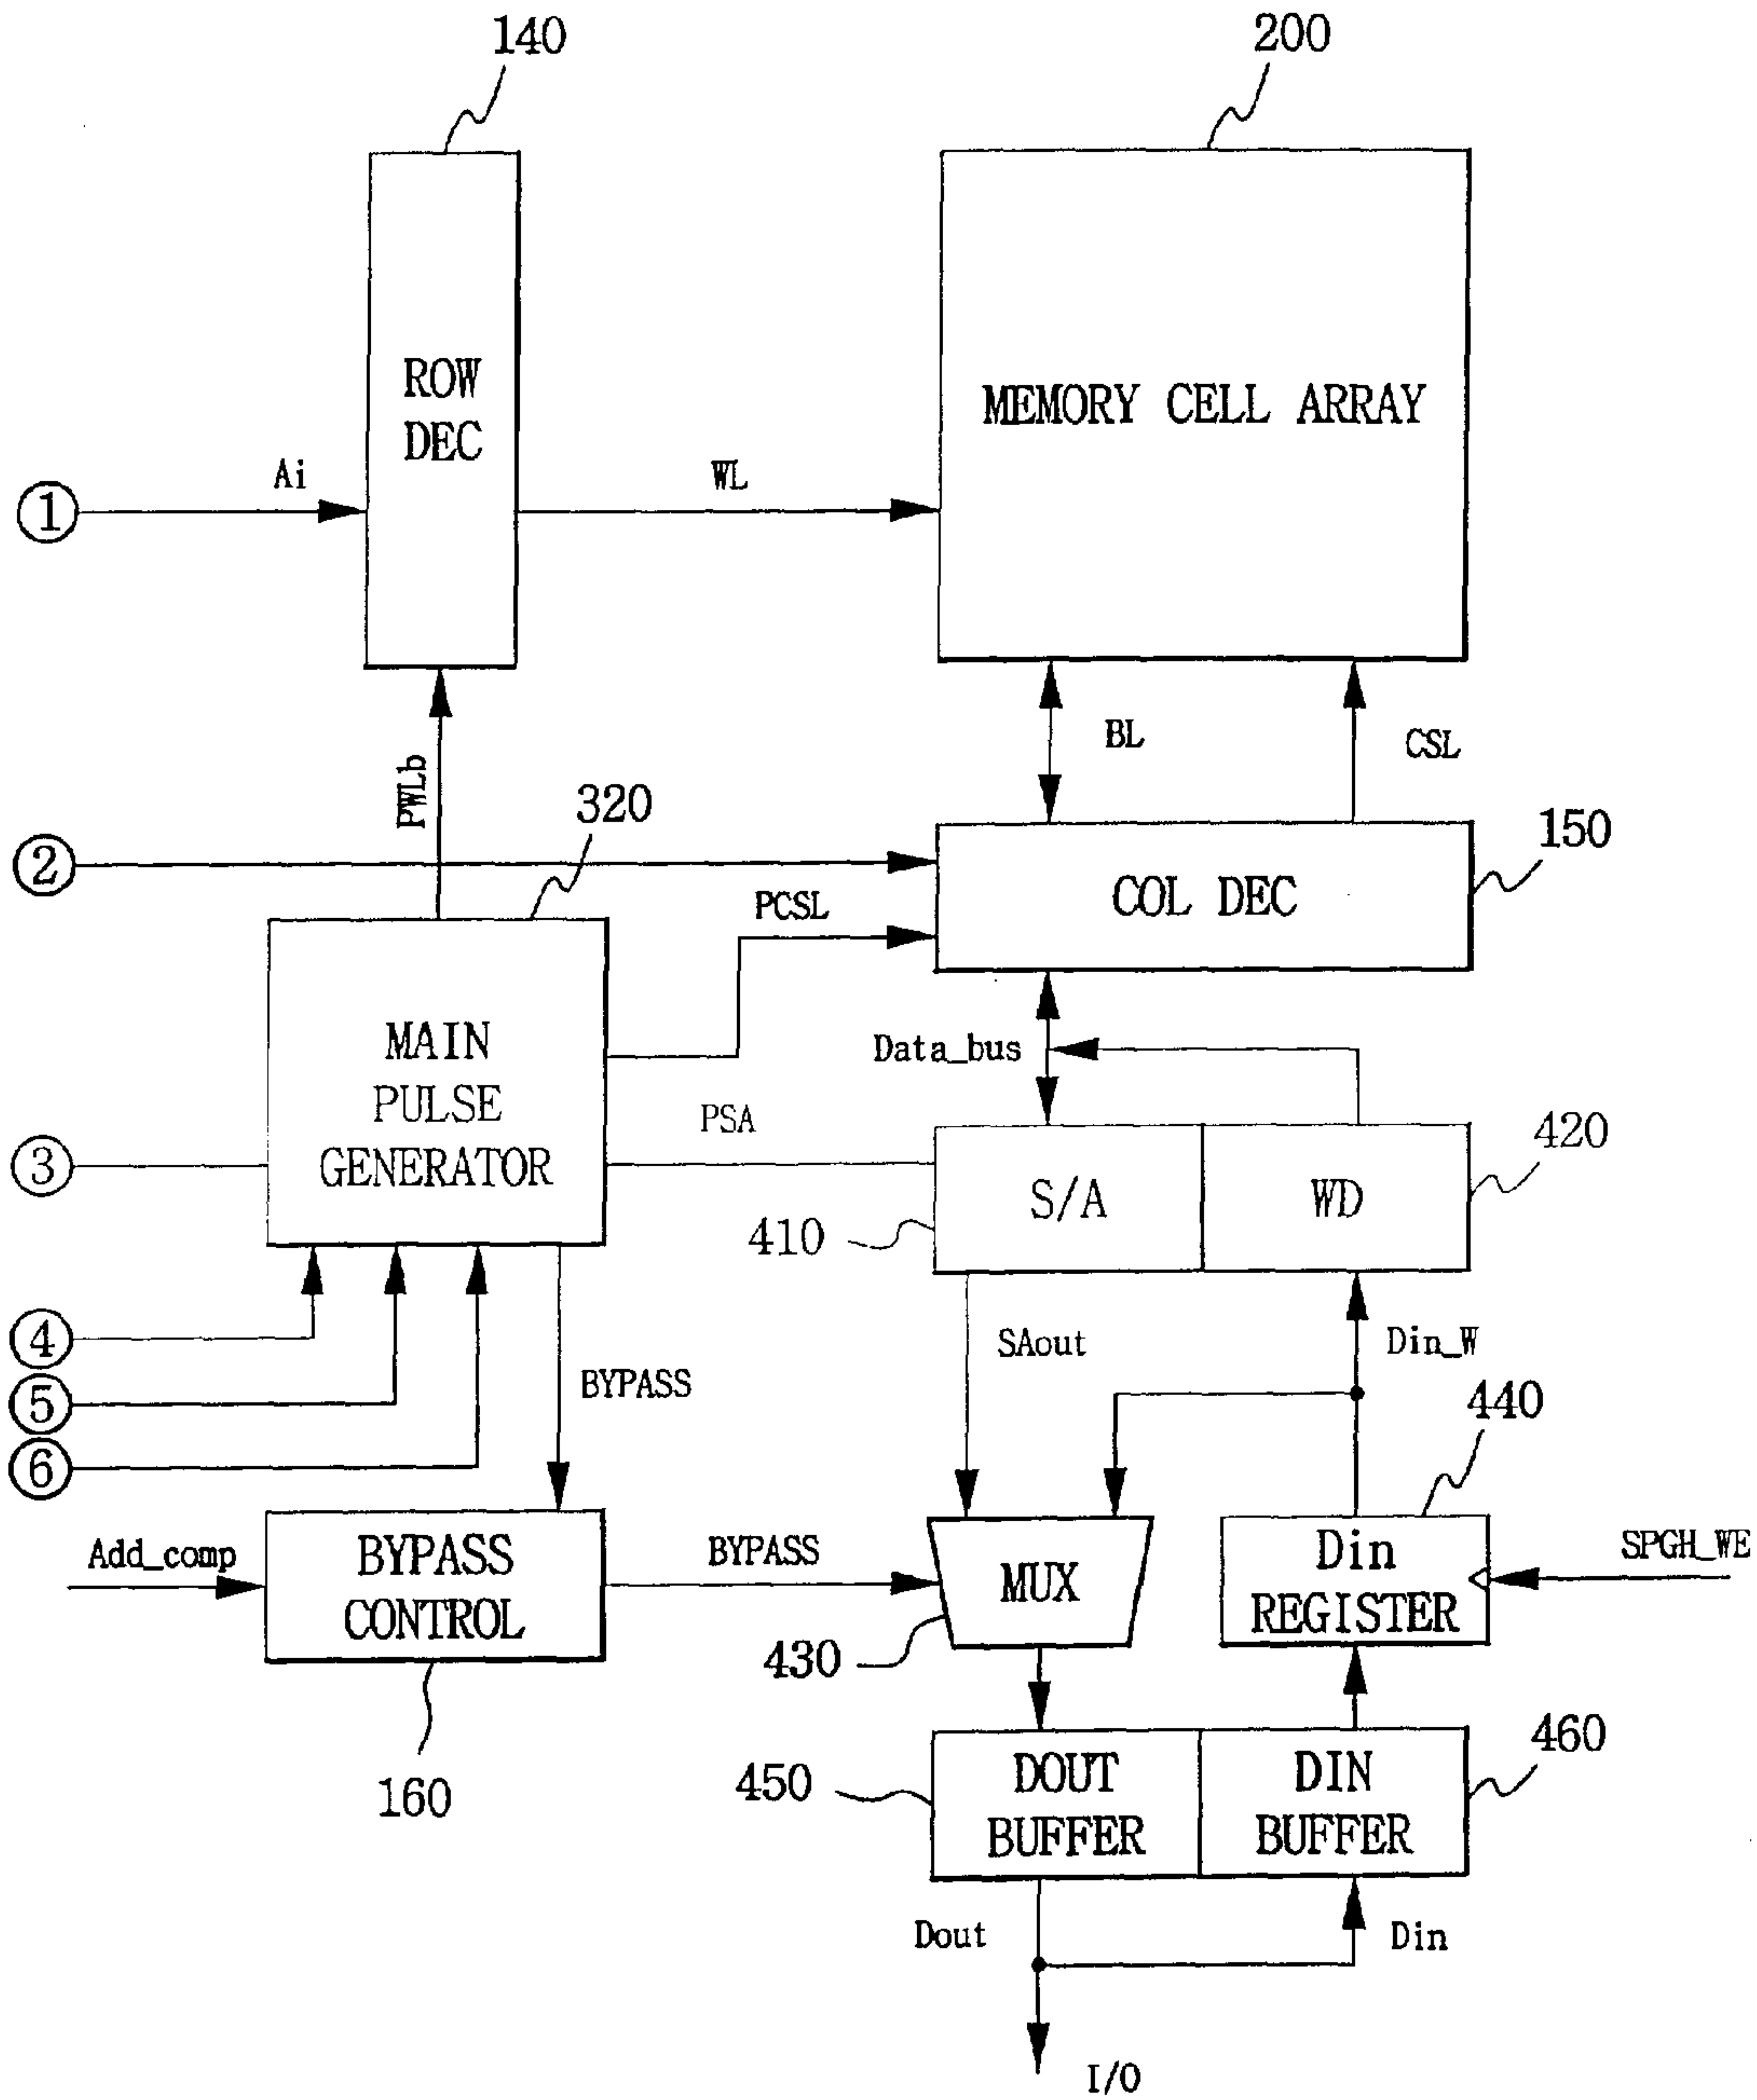 140
200
ROW
DEC
MEMORY CELL ARRAY
Ai
WL
①
BL
CSL
PWLb
320
150
②
COL DEC
PCSL
MAIN
PULSE
GENERATOR
Data_bus
PSA
420
③
S/A
WD
410
④
SAout
Din_W
⑤
BYPASS
440
⑥
Add_comp
BYPASS
CONTROL
BYPASS
MUX
Din
REGISTER
SPGH_WE
430
160
450
DOUT
BUFFER
DIN
BUFFER
460
Dout
Din
I/O